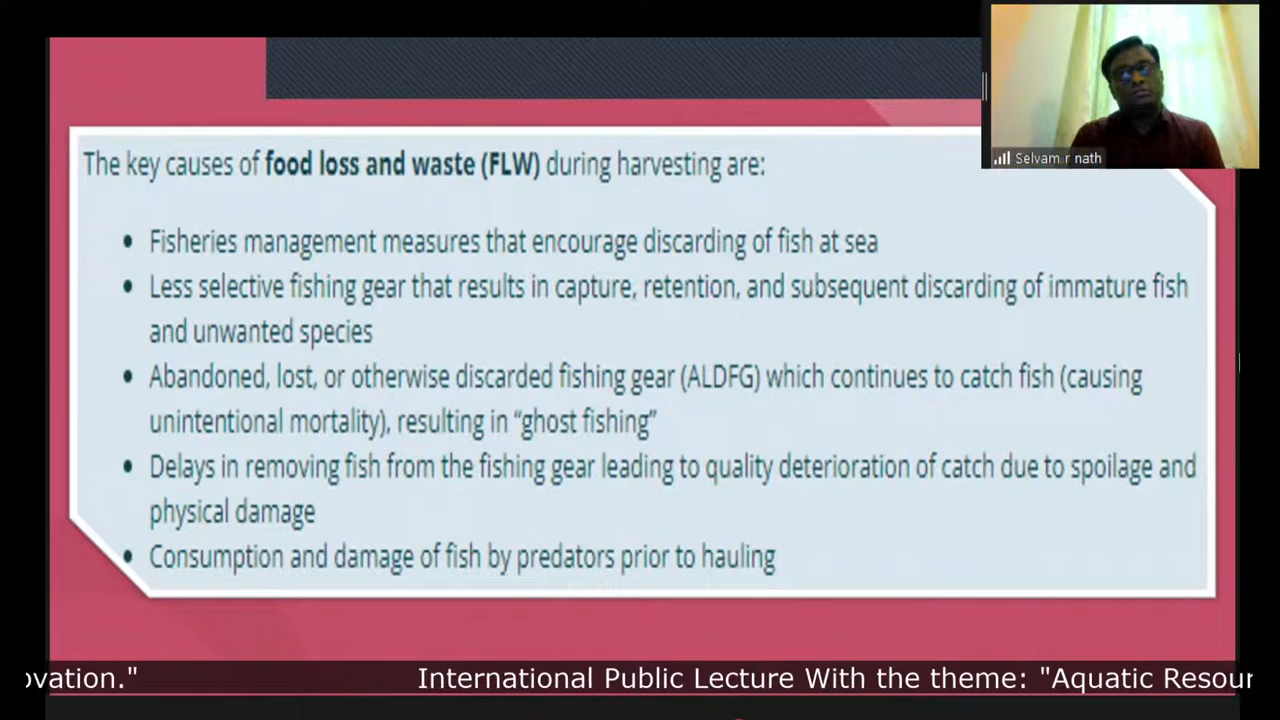 Selvam r nath
The key causes of food loss and waste (FLW) during harvesting are:
• Fisheries management measures that encourage discarding of fish at sea
• Less selective fishing gear that results in capture, retention, and subsequent discarding of immature fish
and unwanted species
• Abandoned, lost, or otherwise discarded fishing gear (ALDFG) which continues to catch fish (causing
unintentional mortality), resulting in “ghost fishing”
• Delays in removing fish from the fishing gear leading to quality deterioration of catch due to spoilage and
physical damage
• Consumption and damage of fish by predators prior to hauling
ovation." International Public Lecture With the theme: "Aquatic Resour